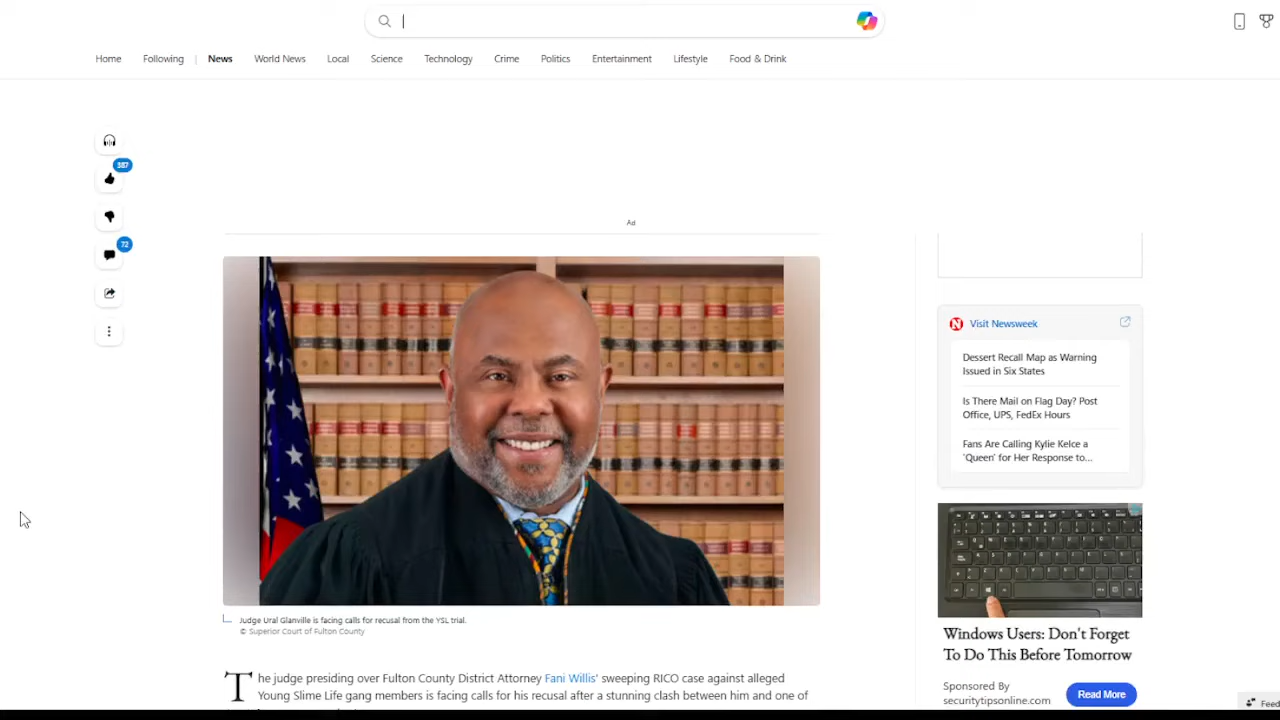 Home Following | News World News Local Science Technology Crime Politics Entertainment Lifestyle Food & Drink
387
72
Ad
Judge Ural Glanville is facing calls for recusal from the YSL trial.
© Superior Court of Fulton County
The judge presiding over Fulton County District Attorney Fani Willis' sweeping RICO case against alleged
Young Slime Life gang members is facing calls for his recusal after a stunning clash between him and one of
Visit Newsweek
Dessert Recall Map as Warning
Issued in Six States
Is There Mail on Flag Day? Post
Office, UPS, FedEx Hours
Fans Are Calling Kylie Kelce a
'Queen' for Her Response to...
Windows Users: Don't Forget
To Do This Before Tomorrow
Sponsored By
securitytipsonline.com
Read More
Feed